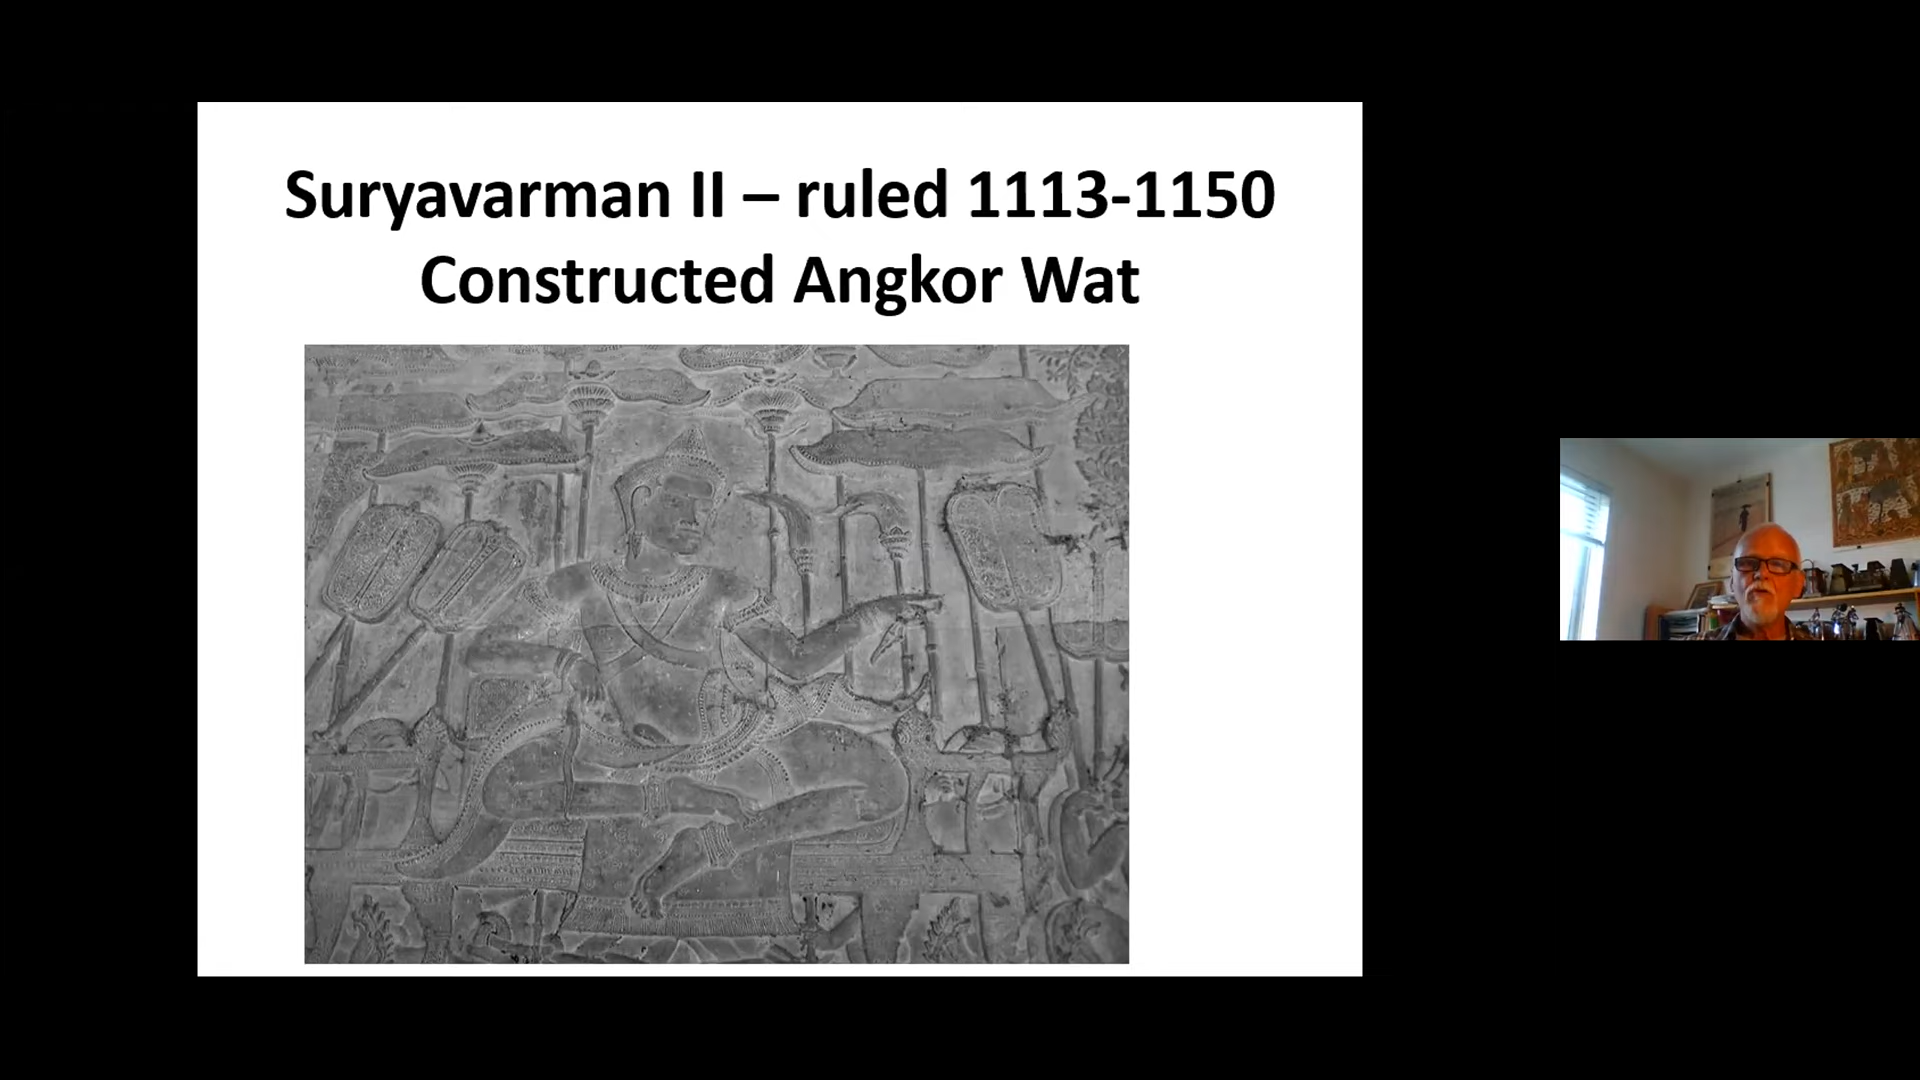 Suryavarman II – ruled 1113-1150
Constructed Angkor Wat